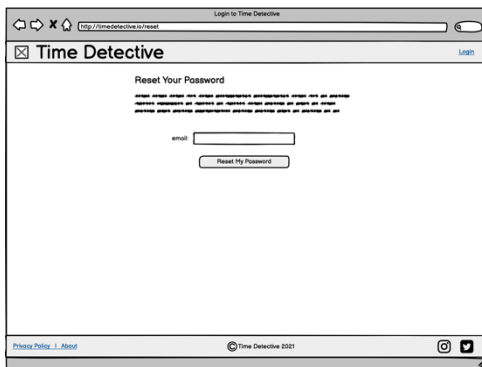 Login to Time Detective
http://timedetective.io/reset
Time Detective
Login
Reset Your Password
email:
Reset My Password
Privacy Policy | About
©Time Detective 2021